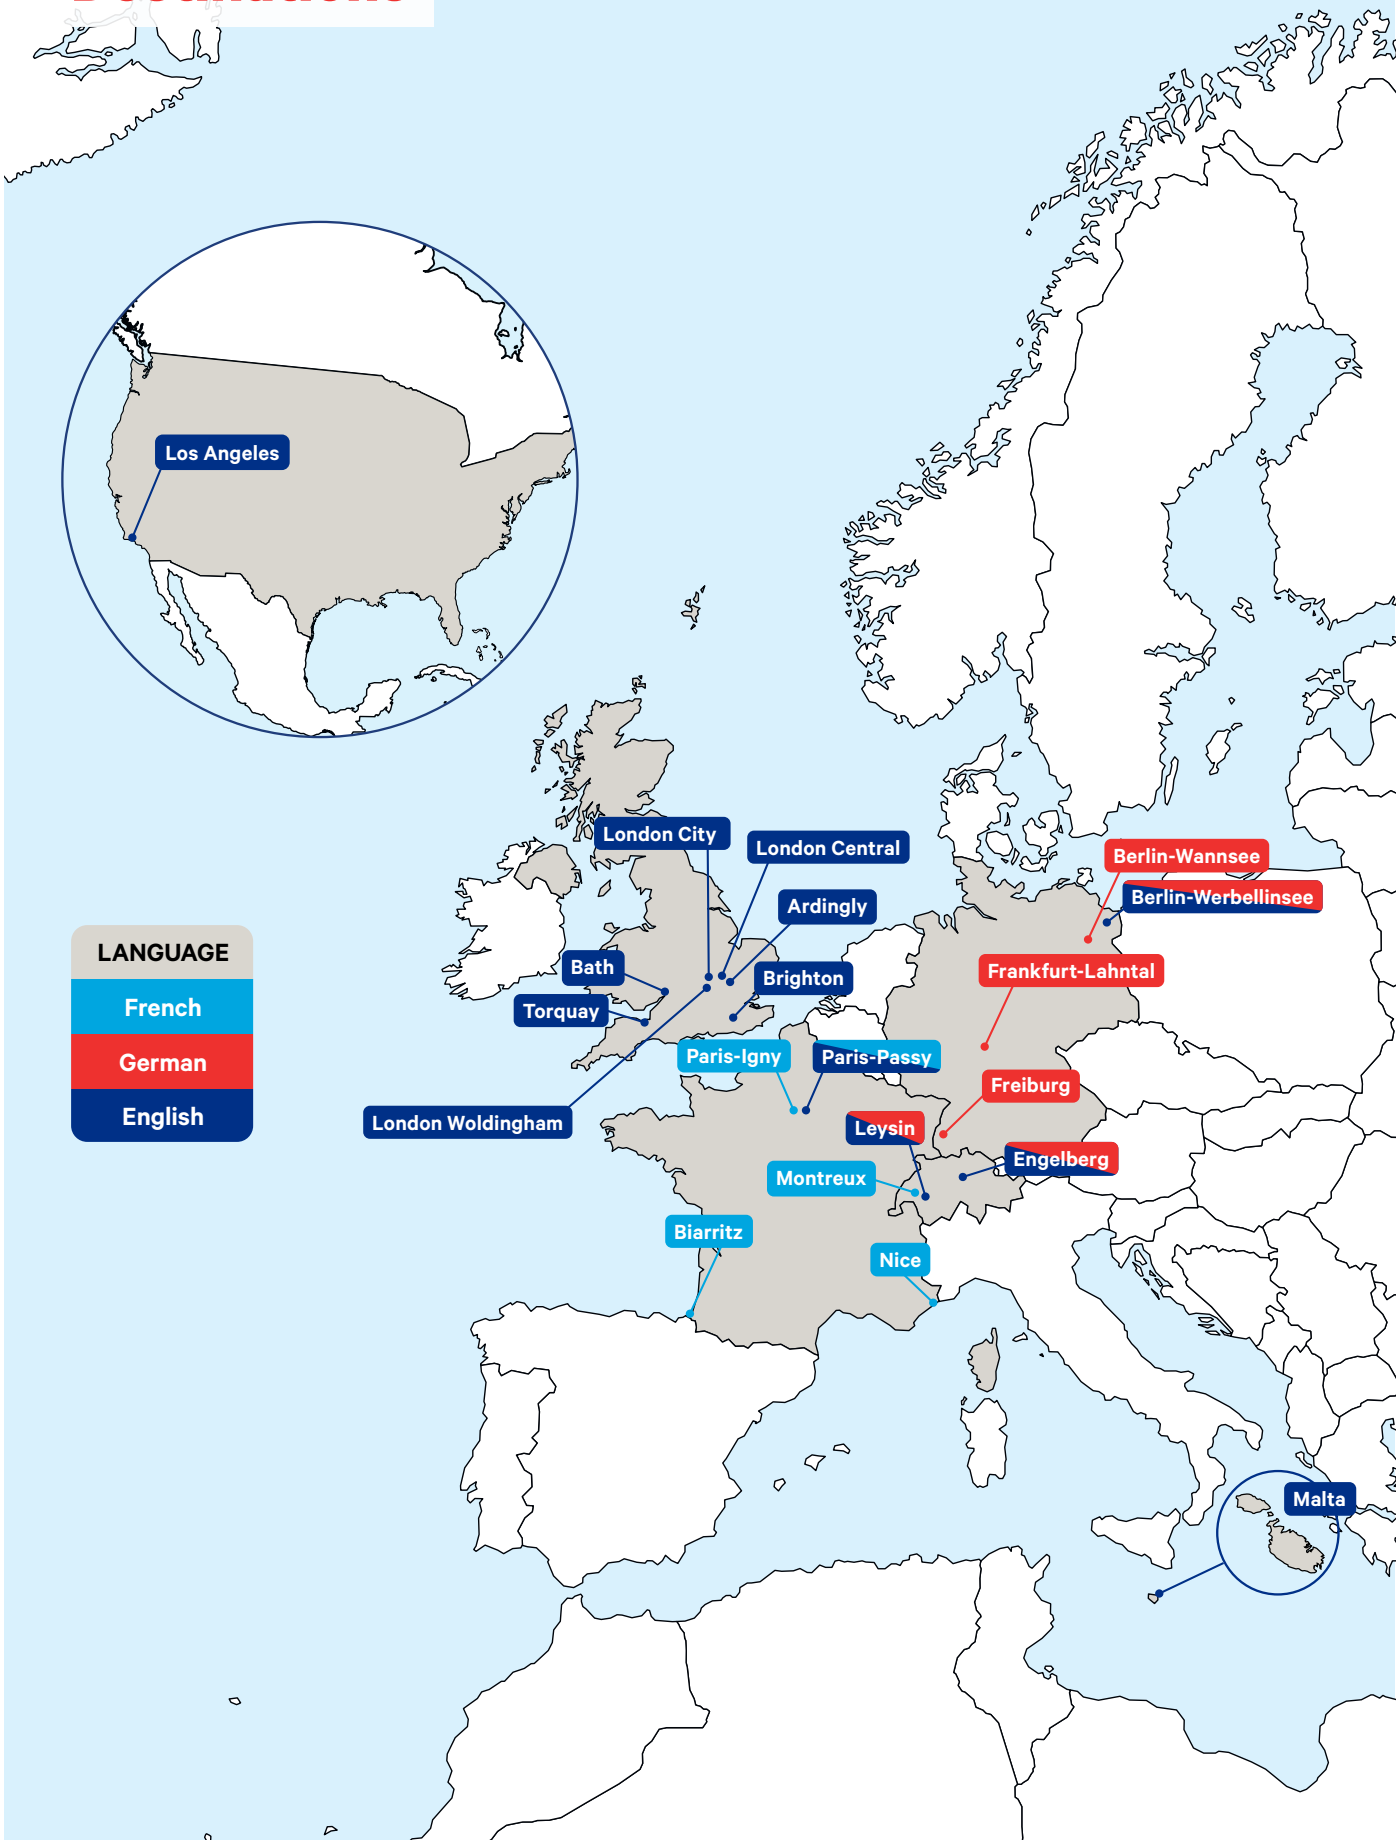 Los Angeles
London City
London Central
Berlin-Wannsee
Berlin-Werbellinsee
Ardingly
LANGUAGE
French
German
English
Bath
Brighton
Frankfurt-Lahntal
Torquay
Paris-Igny
Paris-Passy
Freiburg
London Woldingham
Leysin
Engelberg
Montreux
Biarritz
Nice
Malta